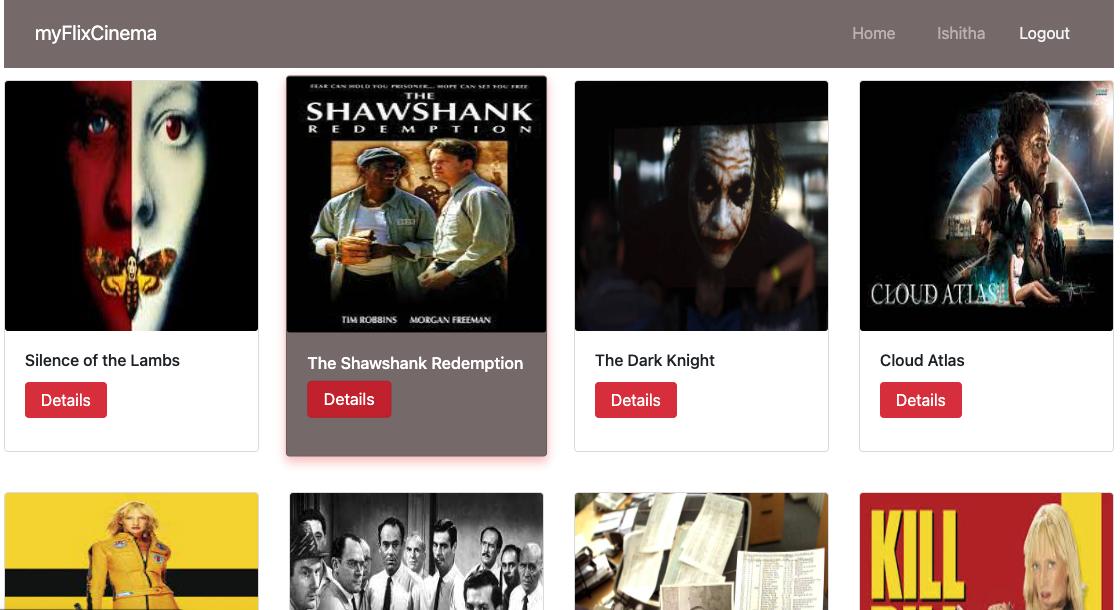 myFlixCinema
Home
Ishitha
Logout
FEAR CAN HOLD YOU PRISONER... HOPE CAN SET YOU FREE
THE
SHAWSHANK
REDEMPTION
TIM ROBBINS MORGAN FREEMAN
CLOUD ATLAS
Silence of the Lambs
The Shawshank Redemption
The Dark Knight
Cloud Atlas
Details
Details
Details
Details
KILL